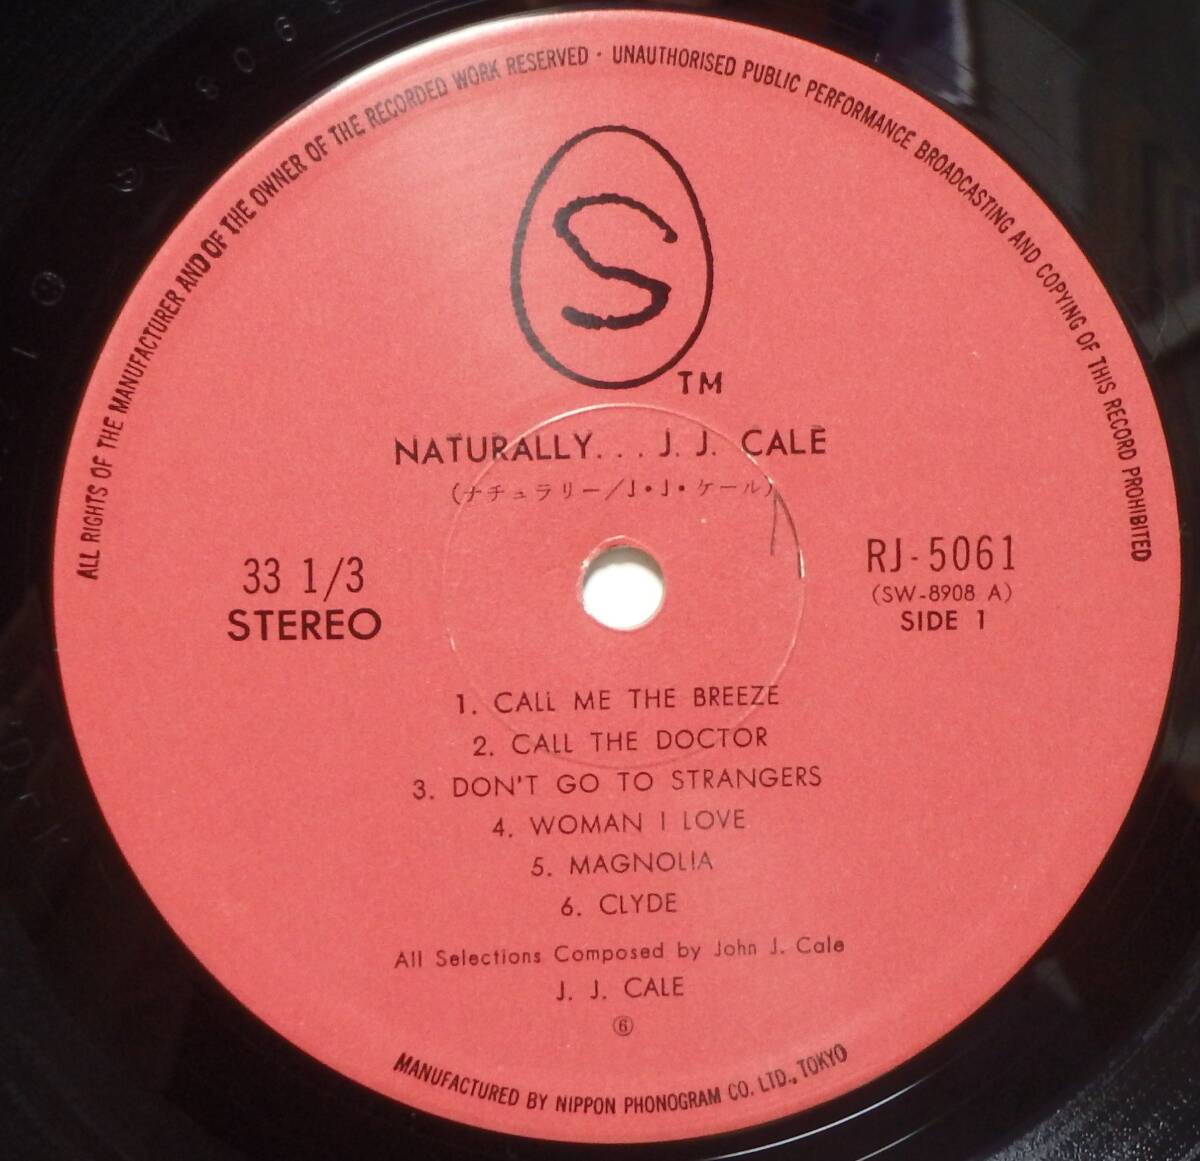 ALL RIGHTS OF THE MANUFACTURER AND OF THE OWNER OF THE RECORDED WORK RESERVED · UNAUTHORISED PUBLIC PERFORMANCE BROADCASTING AND COPYING OF THIS RECORD PROHIBITED
S
TM
NATURALLY...J. J. CALE
(ナチュラリー/J・J・ケール)
33 1/3
STEREO
RJ-5061
(SW-8908 A)
SIDE 1
1. CALL ME THE BREEZE
2. CALL THE DOCTOR
3. DON'T GO TO STRANGERS
4. WOMAN I LOVE
5. MAGNOLIA
6. CLYDE
All Selections Composed by John J. Cale
J. J. CALE
⑥
MANUFACTURED BY NIPPON PHONOGRAM CO. LTD., TOKYO